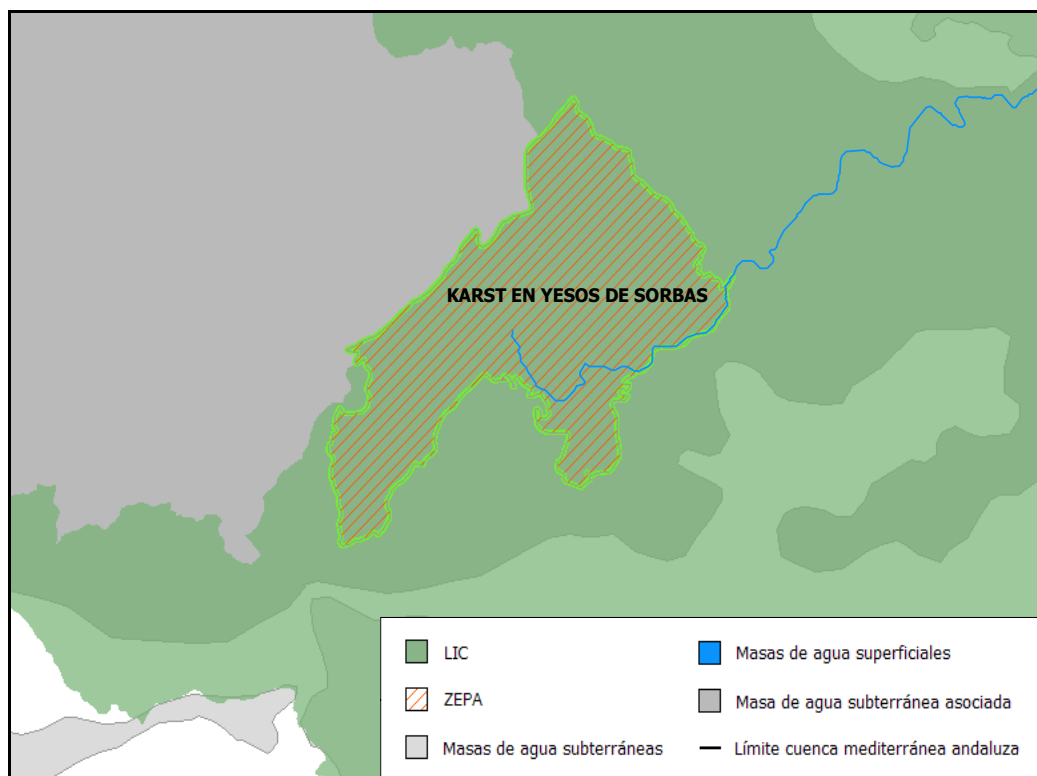 KARST EN YESOS DE SORBAS
LIC
ZEPA
Masas de agua subterráneas
Masas de agua superficiales
Masa de agua subterránea asociada
Límite cuenca mediterránea andaluza